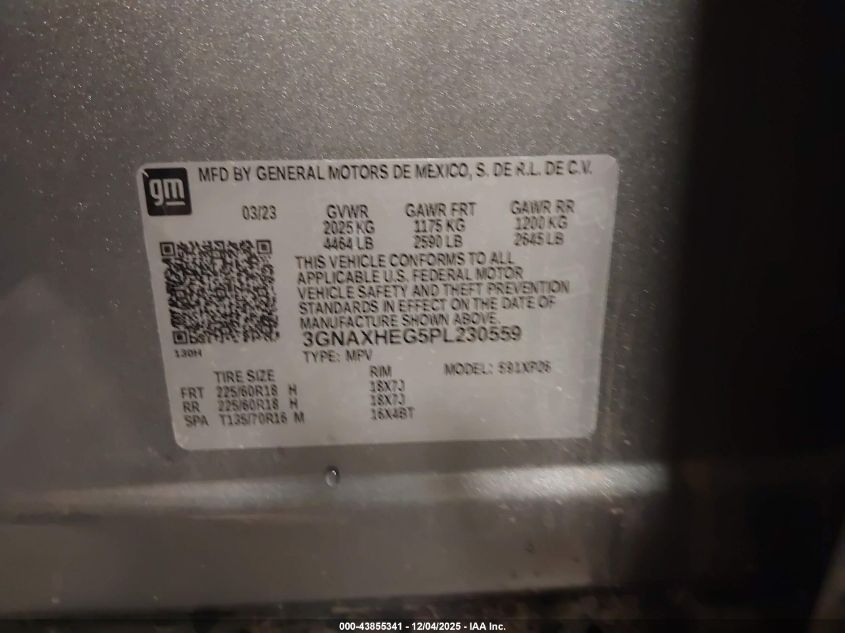 gm
MFD BY GENERAL MOTORS DE MEXICO, S. DE R.L. DE C.V.
03/23 GVWR GAWR FRT GAWR RR
2025 KG 1175 KG 1200 KG
4464 LB 2590 LB 2645 LB
THIS VEHICLE CONFORMS TO ALL
APPLICABLE U.S. FEDERAL MOTOR
VEHICLE SAFETY AND THEFT PREVENTION
STANDARDS IN EFFECT ON THE DATE OF
MANUFACTURE SHOWN ABOVE.
3GNAXHEG5PL230559
130H
TYPE: MPV
TIRE SIZE RIM MODEL:
FRT 225/60R18 H 18X7J
RR 225/60R18 H 18X7J
SPA T135/70R16 M 16X4BT
000-43855341 - 12/04/2025 - IAA Inc.